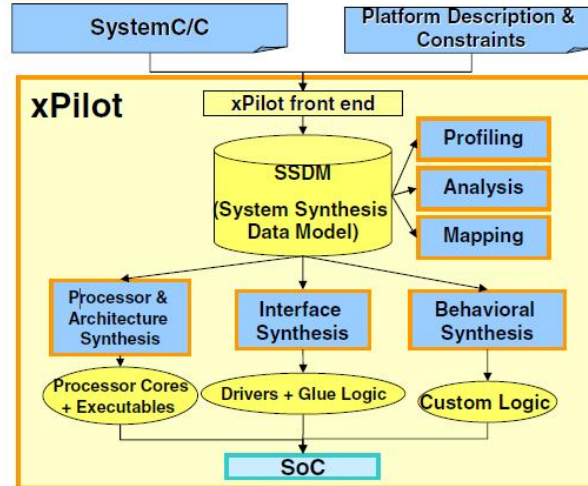 SystemC/C
Platform Description &
Constraints
xPilot
xPilot front end
SSDM
(System Synthesis
Data Model)
Profiling
Analysis
Mapping
Processor &
Architecture
Synthesis
Interface
Synthesis
Behavioral
Synthesis
Processor Cores
+ Executables
Drivers + Glue Logic
Custom Logic
SoC